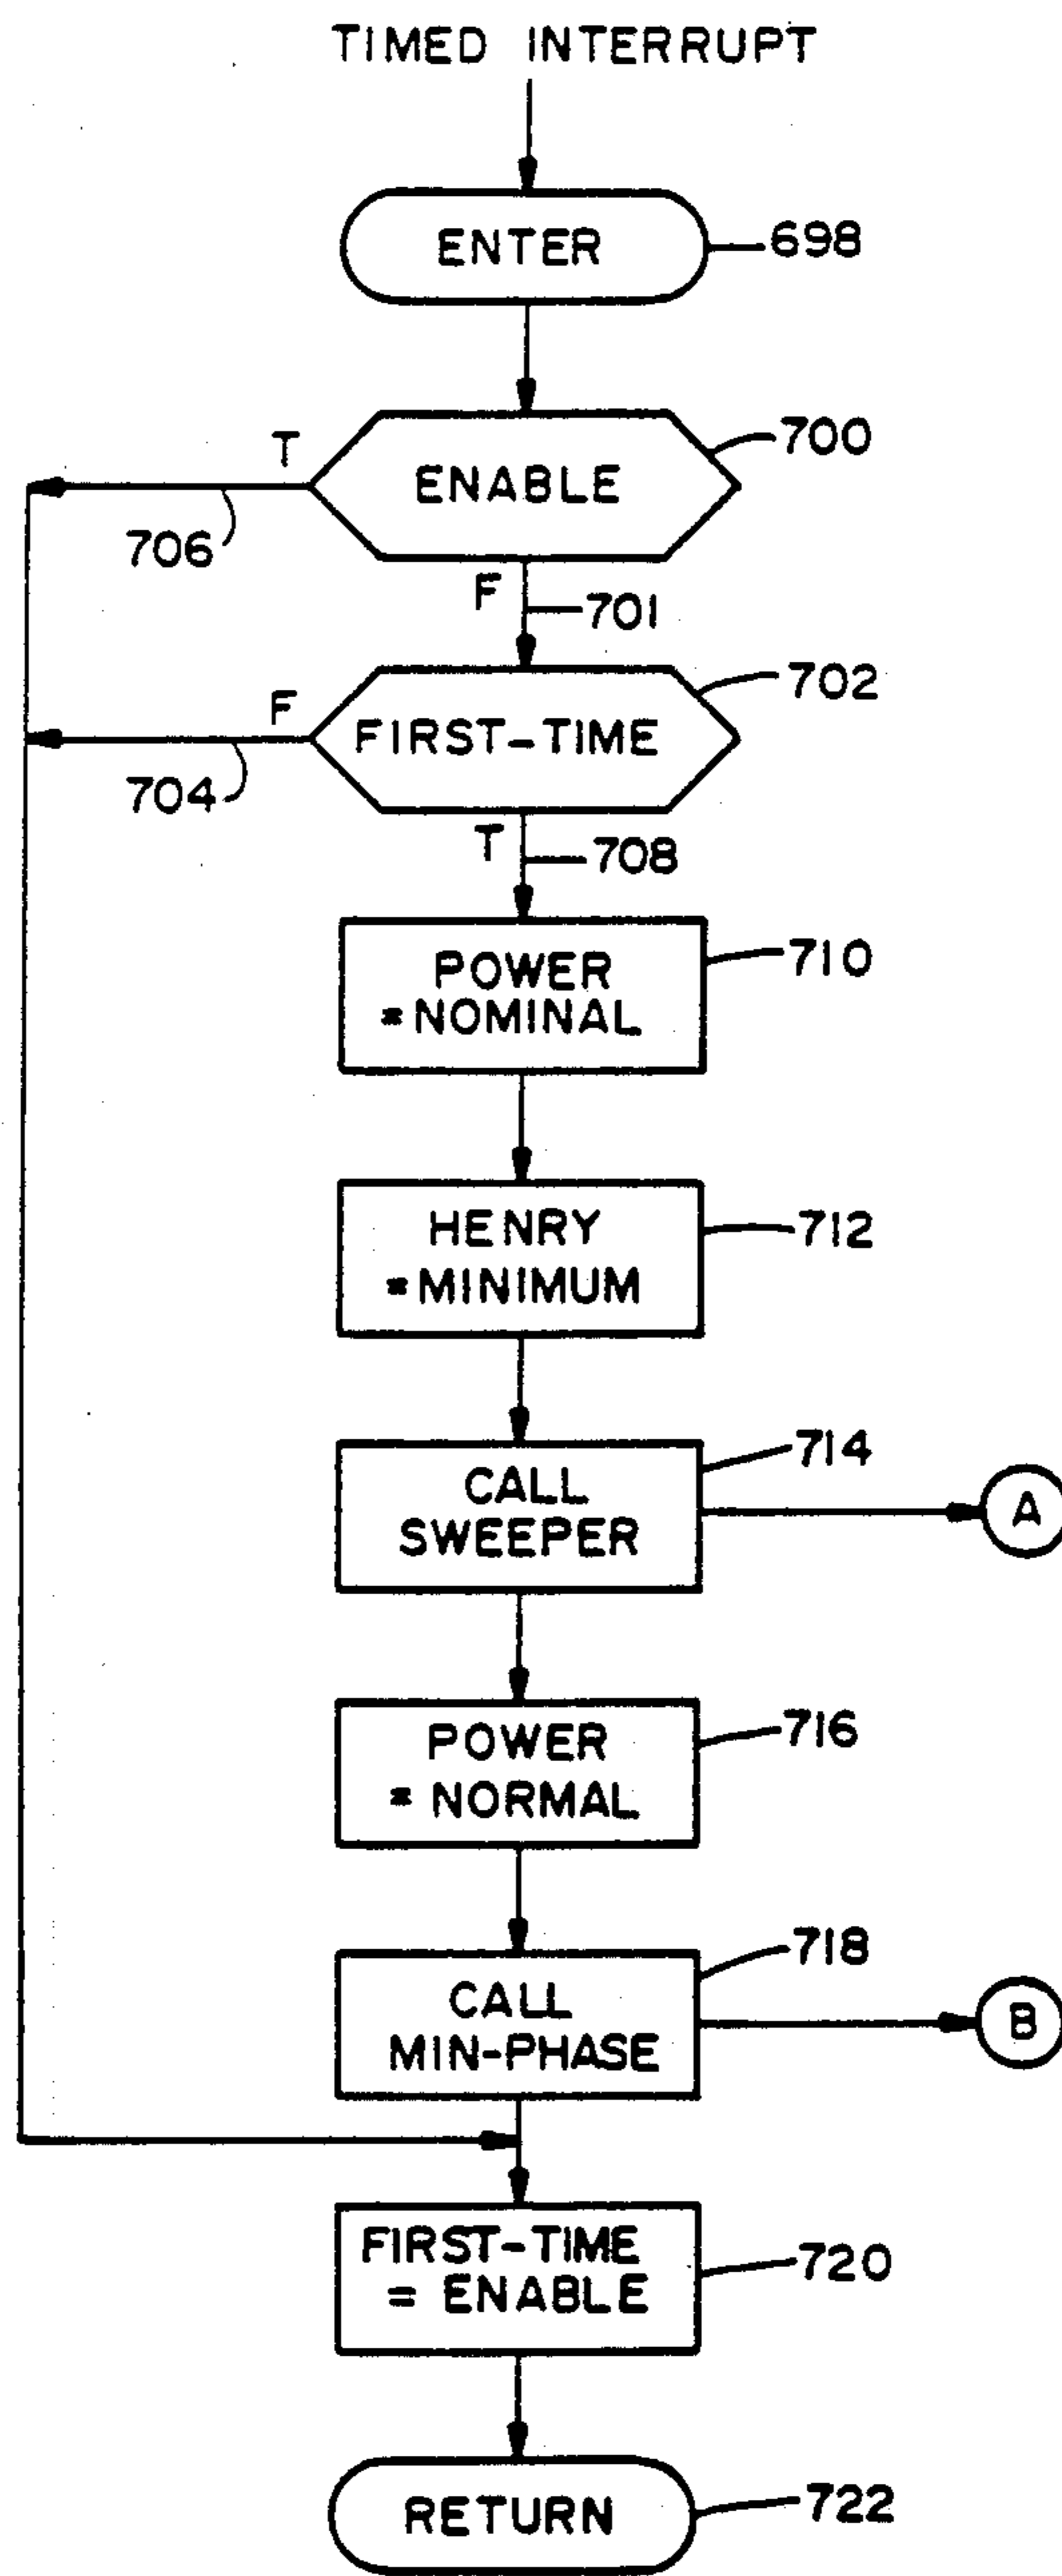 TIMED INTERRUPT
ENTER
698
700
T
ENABLE
706
F
701
702
F
FIRST-TIME
704
T
708
POWER
= NOMINAL
710
HENRY
= MINIMUM
712
714
CALL
SWEEPER
A
POWER
= NORMAL
716
718
CALL
MIN-PHASE
B
FIRST-TIME
= ENABLE
720
RETURN
722